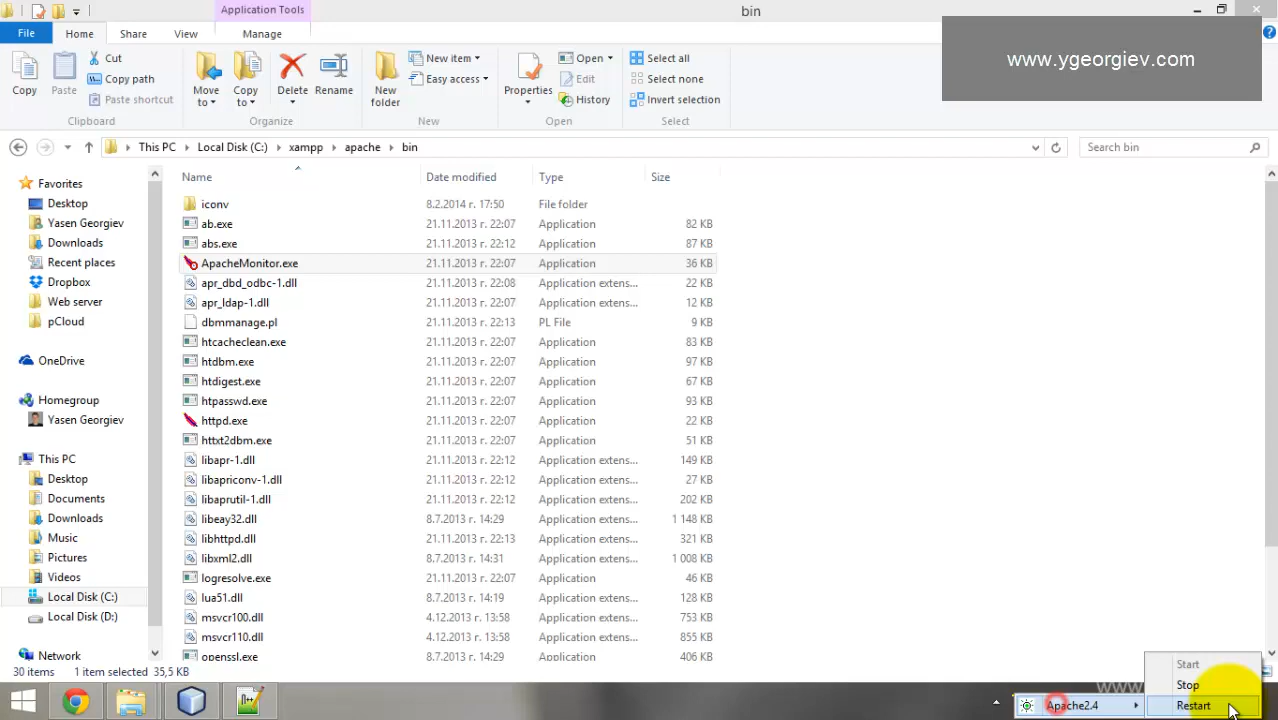 Application Tools
bin
File
Home
Share
View
Manage
www.ygeorgiev.com
Copy
Paste
Cut
Copy path
Paste shortcut
Clipboard
Move to
Copy to
Delete
Rename
Organize
New folder
New item
Easy access
New
Properties
Open
Edit
History
Open
Select all
Select none
Invert selection
Select
This PC
Local Disk (C:)
xampp
apache
bin
Search bin
Name Date modified Type Size
Favorites
Desktop
Yasen Georgiev
Downloads
Recent places
Dropbox
Web server
pCloud
OneDrive
Homegroup
Yasen Georgiev
This PC
Desktop
Documents
Downloads
Music
Pictures
Videos
Local Disk (C:)
Local Disk (D:)
Network
iconv 8.2.2014 г. 17:50 File folder
ab.exe 21.11.2013 г. 22:07 Application 82 KB
abs.exe 21.11.2013 г. 22:12 Application 87 KB
ApacheMonitor.exe 21.11.2013 г. 22:07 Application 36 KB
apr_dbd_odbc-1.dll 21.11.2013 г. 22:08 Application extens... 22 KB
apr_ldap-1.dll 21.11.2013 г. 22:07 Application extens... 12 KB
dbmmanage.pl 21.11.2013 г. 22:13 PL File 9 KB
htcacheclean.exe 21.11.2013 г. 22:07 Application 83 KB
htdbm.exe 21.11.2013 г. 22:07 Application 97 KB
htdigest.exe 21.11.2013 г. 22:07 Application 67 KB
htpasswd.exe 21.11.2013 г. 22:07 Application 93 KB
httpd.exe 21.11.2013 г. 22:07 Application 22 KB
httxt2dbm.exe 21.11.2013 г. 22:07 Application 51 KB
libapr-1.dll 21.11.2013 г. 22:12 Application extens... 149 KB
libapriconv-1.dll 21.11.2013 г. 22:12 Application extens... 27 KB
libaprutil-1.dll 21.11.2013 г. 22:12 Application extens... 202 KB
libeay32.dll 8.7.2013 г. 14:29 Application extens... 1 148 KB
libhttpd.dll 21.11.2013 г. 22:13 Application extens... 321 KB
libxml2.dll 8.7.2013 г. 14:31 Application extens... 1 008 KB
logresolve.exe 21.11.2013 г. 22:07 Application 46 KB
lua51.dll 8.7.2013 г. 14:19 Application extens... 128 KB
msvcr100.dll 4.12.2013 г. 13:58 Application extens... 753 KB
msvcr110.dll 4.12.2013 г. 13:58 Application extens... 855 KB
openssl.exe 8.7.2013 г. 14:29 Application 406 KB
30 items 1 item selected 35,5 KB
Start
Stop
Restart
Apache2.4